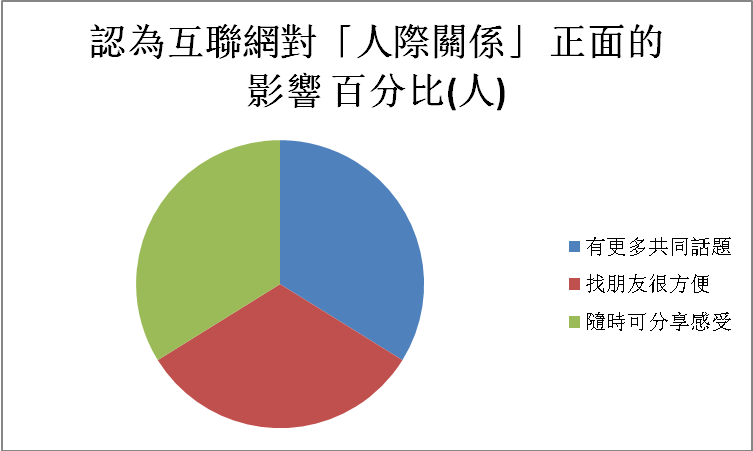 認為互聯網對「人際關係」 正面的
影響 百分比(人)
有更多共同話題
找朋友很方便
隨時可分享感受